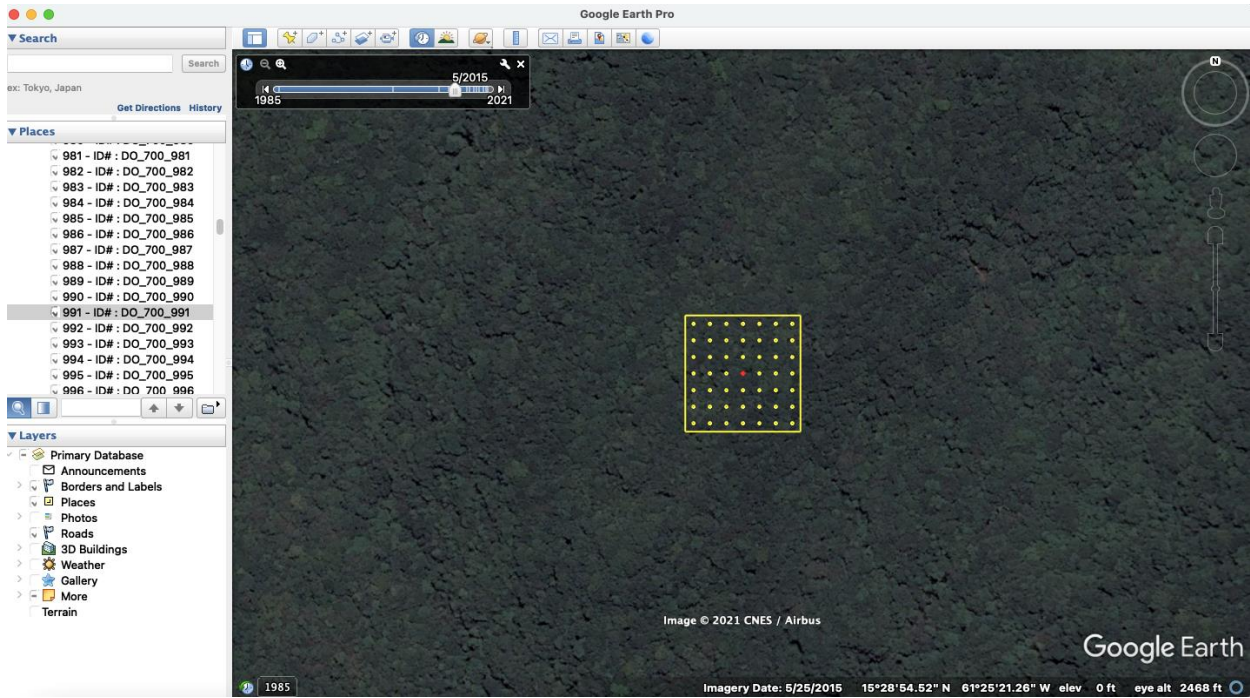 Google Earth Pro
Search
Search
ex: Tokyo, Japan
Get Directions History
Places
981 - ID# : DO_700_981
982 - ID# : DO_700_982
983 - ID# : DO_700_983
984 - ID# : DO_700_984
985 - ID# : DO_700_985
986 - ID# : DO_700_986
987 - ID# : DO_700_987
988 - ID# : DO_700_988
989 - ID# : DO_700_989
990 - ID# : DO_700_990
991 - ID# : DO_700_991
992 - ID# : DO_700_992
993 - ID# : DO_700_993
994 - ID# : DO_700_994
995 - ID# : DO_700_995
996 - ID# : DO_700_996
Layers
Primary Database
Announcements
Borders and Labels
Places
Photos
Roads
3D Buildings
Weather
Gallery
More
Terrain
5/2015
1985
2021
N
Image © 2021 CNES / Airbus
Google Earth
1985
Imagery Date: 5/25/2015 15°28'54.52" N 61°25'21.26" W elev 0 ft eye alt 2468 ft